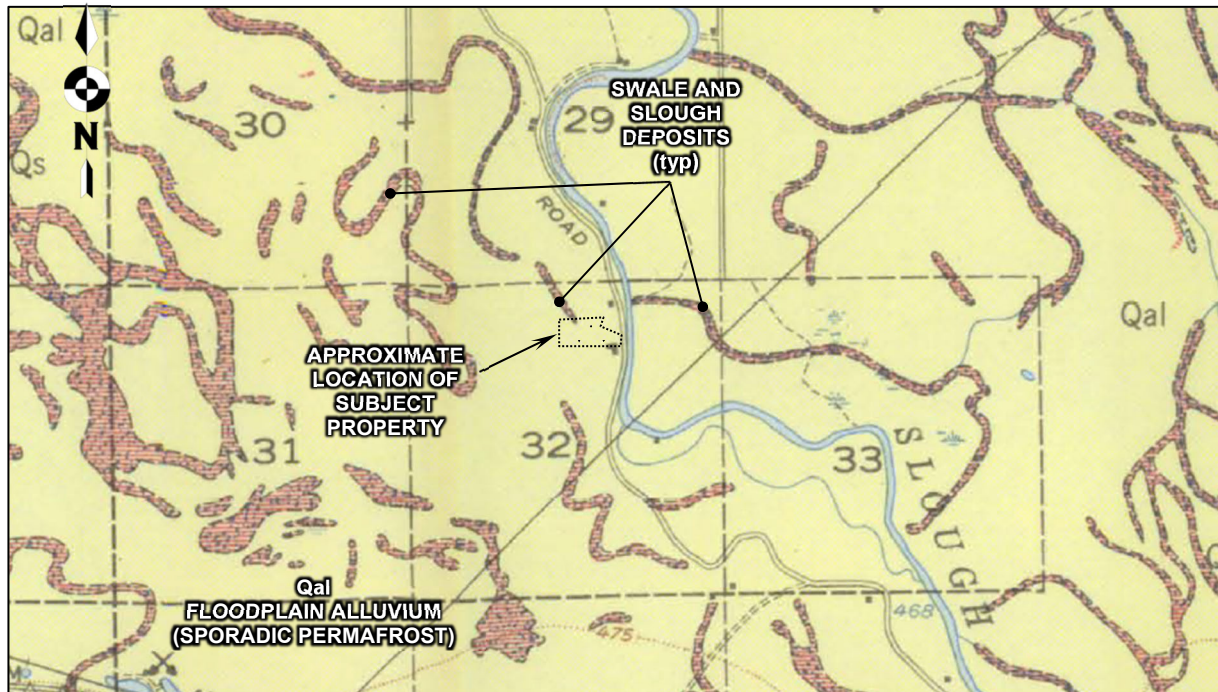 Qal
N
30
29
SWALE AND
SLOUGH
DEPOSITS
(typ)
Qs
ROAD
Qal
APPROXIMATE
LOCATION OF
SUBJECT
PROPERTY
31
32
33
SLOUGH
Qal
FLOODPLAIN ALLUVIUM
(SPORADIC PERMAFROST)
475
468